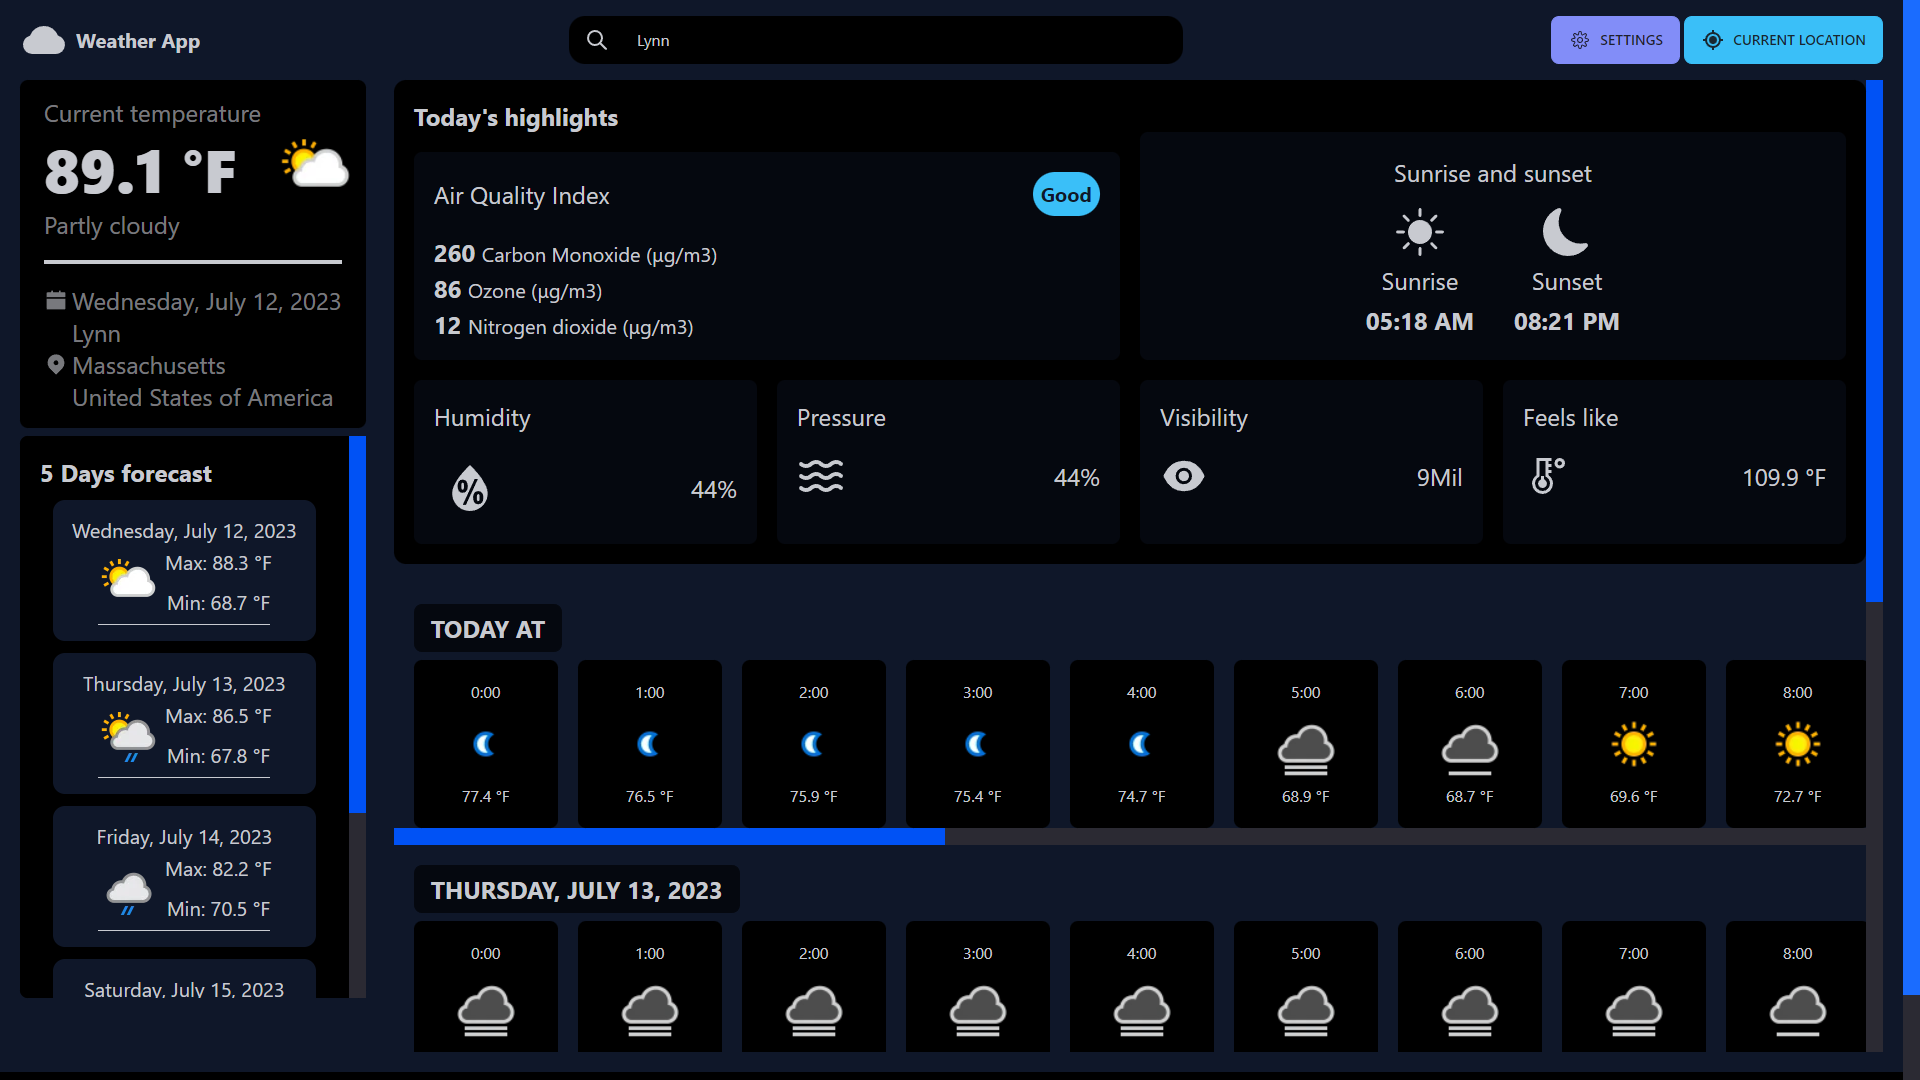 Weather App
Lynn
SETTINGS
CURRENT LOCATION
Current temperature
89.1 °F
Partly cloudy
Wednesday, July 12, 2023
Lynn
Massachusetts
United States of America
5 Days forecast
Wednesday, July 12, 2023
Max: 88.3 °F
Min: 68.7 °F
Thursday, July 13, 2023
Max: 86.5 °F
Min: 67.8 °F
Friday, July 14, 2023
Max: 82.2 °F
Min: 70.5 °F
Saturday, July 15, 2023
Today's highlights
Air Quality Index
Good
260 Carbon Monoxide (μg/m3)
86 Ozone (μg/m3)
12 Nitrogen dioxide (μg/m3)
Sunrise and sunset
Sunrise
Sunset
05:18 AM
08:21 PM
Humidity
%
44%
Pressure
44%
Visibility
9Mil
Feels like
109.9 °F
TODAY AT
0:00
1:00
2:00
3:00
4:00
5:00
6:00
7:00
8:00
77.4 °F
76.5 °F
75.9 °F
75.4 °F
74.7 °F
68.9 °F
68.7 °F
69.6 °F
72.7 °F
THURSDAY, JULY 13, 2023
0:00
1:00
2:00
3:00
4:00
5:00
6:00
7:00
8:00